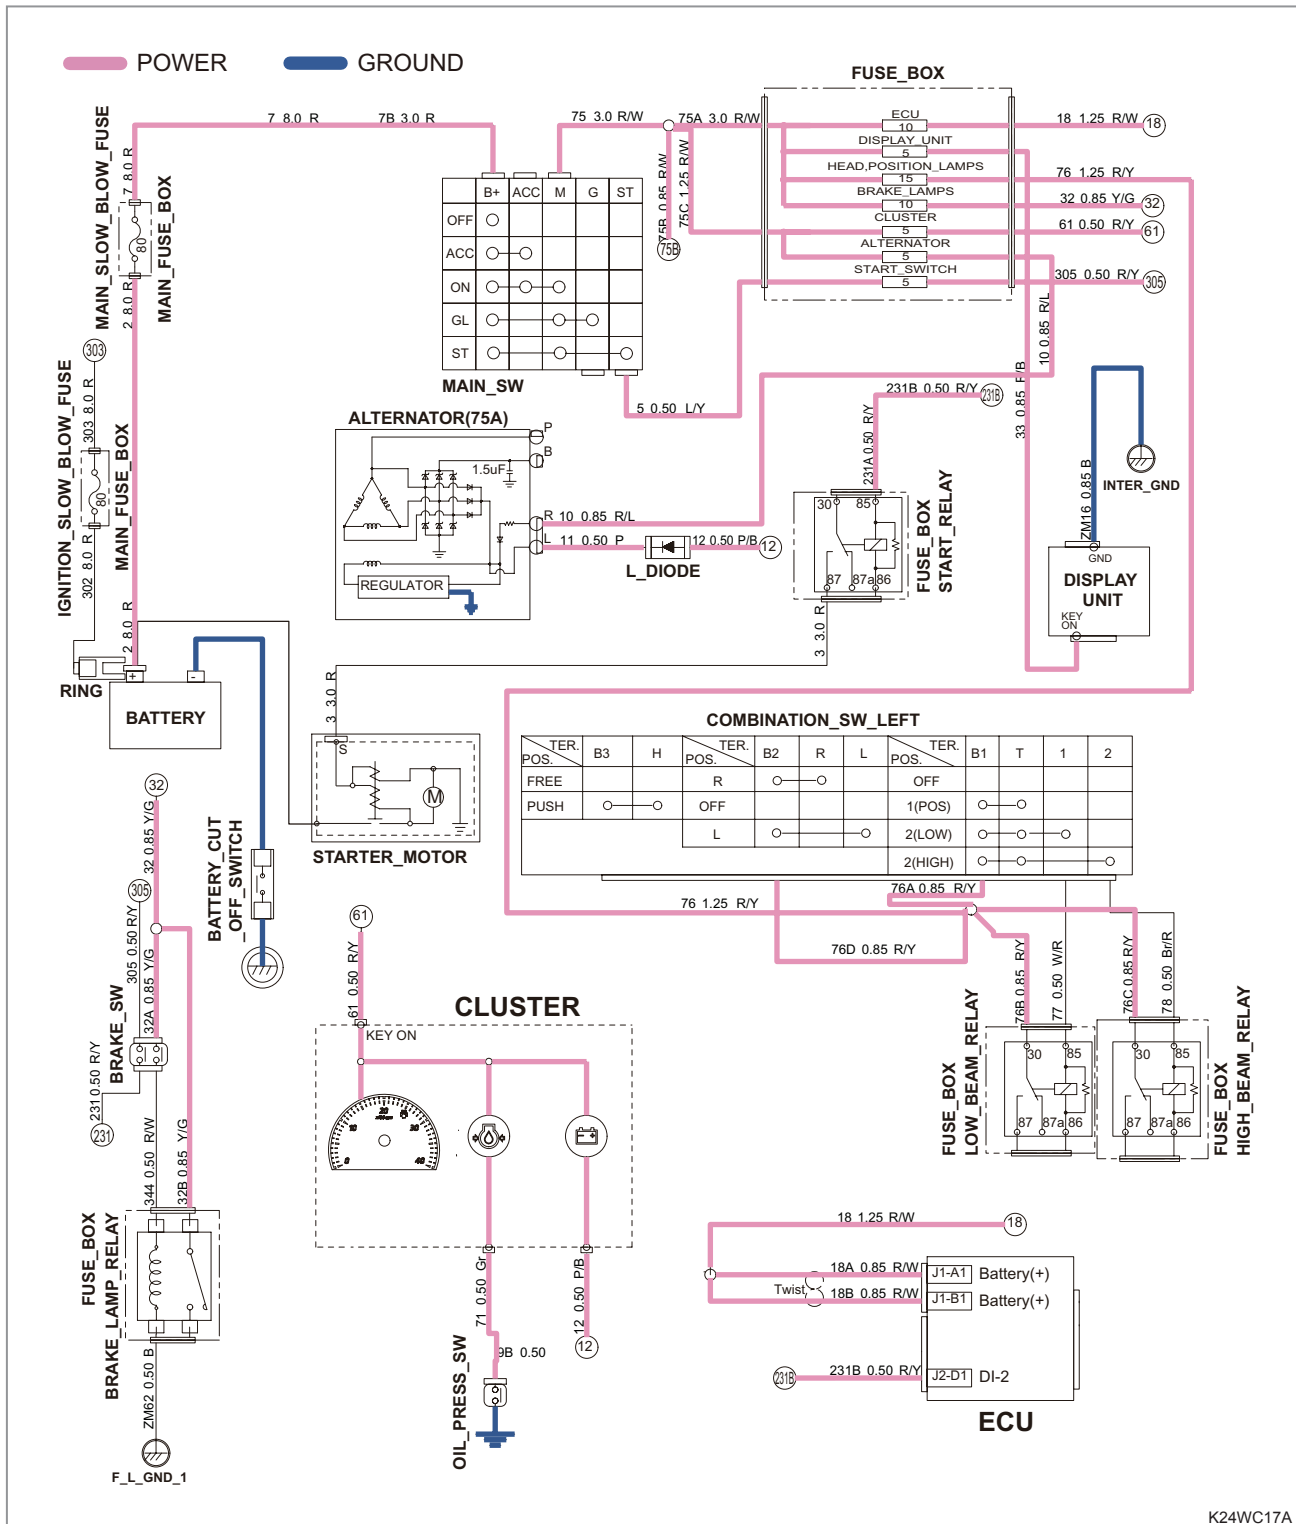 POWER
GROUND
FUSE_BOX
7 8.0 R
7B 3.0 R
75 3.0 R/W
75A 3.0 R/W
75B 0.85 R/W
75C 1.25 R/W
75B
ECU
10
DISPLAY_UNIT
5
HEAD,POSITION_LAMPS
15
BRAKE_LAMPS
10
CLUSTER
5
ALTERNATOR
5
START_SWITCH
5
18 1.25 R/W
18
76 1.25 R/Y
32 0.85 Y/G
32
61 0.50 R/Y
61
305 0.50 R/Y
305
10 0.85 R/L
33 0.85 R/B
MAIN_SLOW_BLOW_FUSE
MAIN_FUSE_BOX
7 8.0 R
80
2 8.0 R
B+ ACC M G ST
OFF
ACC
ON
GL
ST
MAIN_SW
5 0.50 L/Y
303
303 8.0 R
IGNITION_SLOW_BLOW_FUSE
MAIN_FUSE_BOX
80
302 8.0 R
2 8.0 R
RING
+
-
BATTERY
ALTERNATOR(75A)
P
B
1.5uF
R
L
REGULATOR
10 0.85 R/L
11 0.50 P
12 0.50 P/B
12
L_DIODE
231B 0.50 R/Y
231B
231A 0.50 R/Y
30
85
87
87a
86
FUSE_BOX
START_RELAY
3 3.0 R
3 3.0 R
INTER_GND
ZM16 0.85 B
GND
DISPLAY
UNIT
KEY
ON
S
M
STARTER_MOTOR
COMBINATION_SW_LEFT
TER.
POS.
B3 H
TER.
POS.
B2 R L
TER.
POS.
B1 T 1 2
FREE R OFF
PUSH OFF 1(POS)
L 2(LOW)
2(HIGH)
76 1.25 R/Y
76A 0.85 R/Y
76D 0.85 R/Y
76B 0.85 R/Y
77 0.50 W/R
76C 0.85 R/Y
78 0.50 Br/R
30
85
87
87a
86
FUSE_BOX
LOW_BEAM_RELAY
30
85
87
87a
86
FUSE_BOX
HIGH_BEAM_RELAY
32
32 0.85 Y/G
305
305 0.50 R/Y
32A 0.85 Y/G
BRAKE_SW
231 0.50 R/Y
231
344 0.50 R/W
32B 0.85 Y/G
FUSE_BOX
BRAKE_LAMP_RELAY
ZM62 0.50 B
F_L_GND_1
BATTERY_CUT
_OFF_SWITCH
61
61 0.50 R/Y
CLUSTER
KEY ON
0
10
20
30
40
71 0.50 Gr
9B 0.50
OIL_PRESS_SW
12 0.50 P/B
12
18 1.25 R/W
18
18A 0.85 R/W
Twist
18B 0.85 R/W
J1-A1 Battery(+)
J1-B1 Battery(+)
231B
231B 0.50 R/Y
J2-D1 DI-2
ECU
K24WC17A